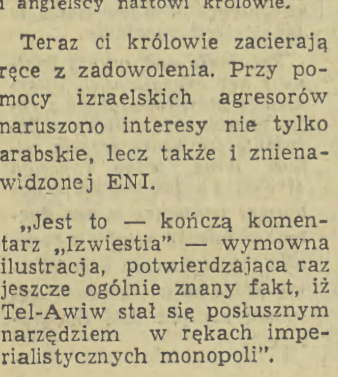 i angielscy naftowi królowie.
Teraz ci królowie zacierają
ręce z zadowolenia. Przy po-
mocy izraelskich agresorów
naruszono interesy nie tylko
arabskie, lecz także i zniena-
widzonej ENI.
„Jest to — kończą komen-
tarz „Izwiestia” — wymowna
ilustracja, potwierdzająca raz
jeszcze ogólnie znany fakt, iż
Tel-Awiw stał się posłusznym
narzędziem w rękach impe-
rialistycznych monopoli”.